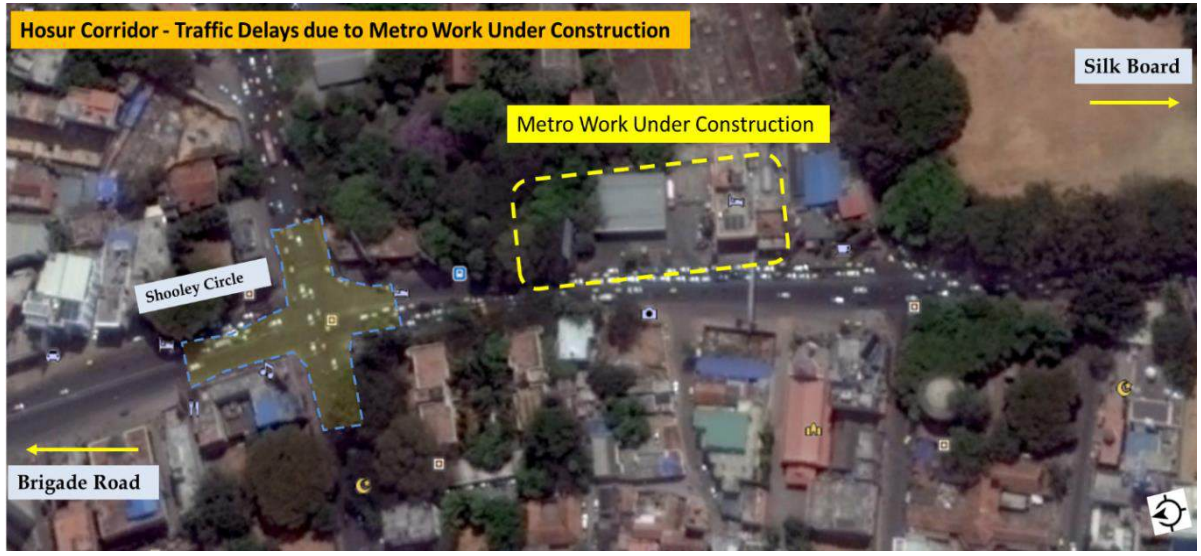 Hosur Corridor - Traffic Delays due to Metro Work Under Construction
Silk Board
Metro Work Under Construction
Shooley Circle
Brigade Road